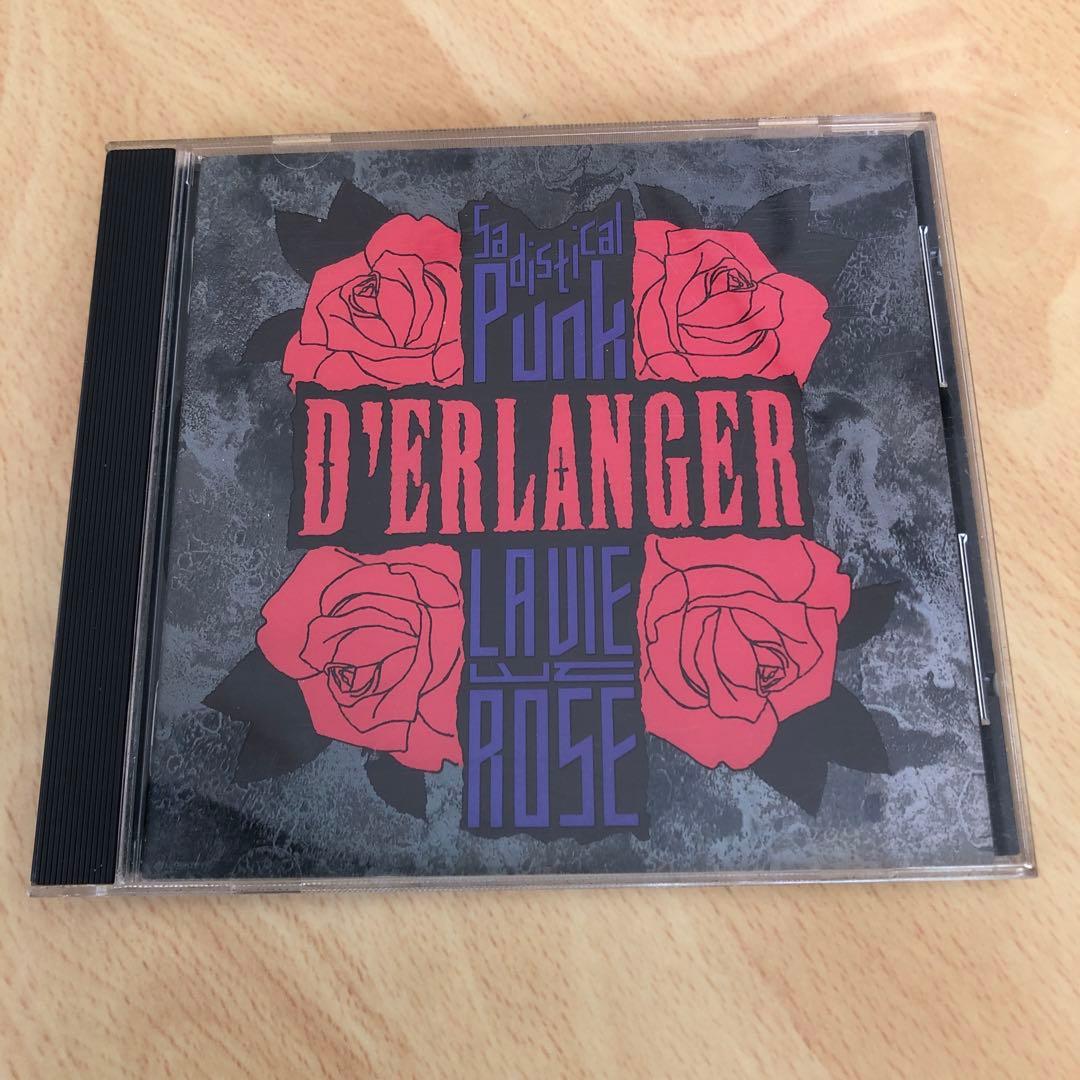 Sadistical
Punk
D'ERLANGER
LA VIE
EN
ROSE